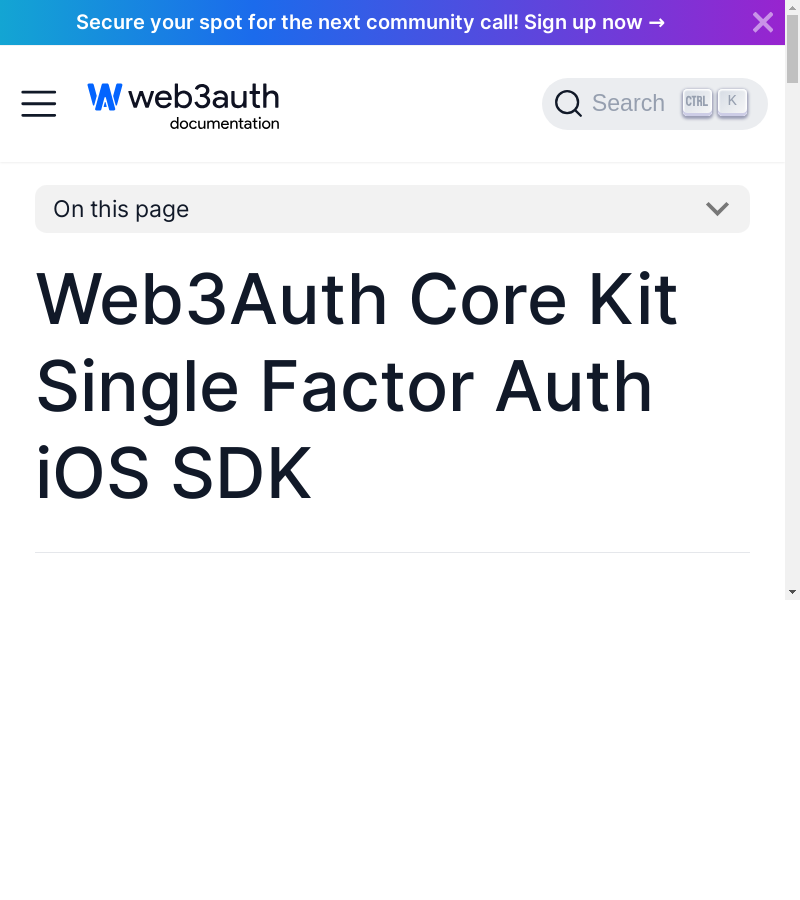 Secure your spot for the next community call! Sign up now →
web3auth
documentation
Search CTRL K
On this page
Web3Auth Core Kit
Single Factor Auth
iOS SDK